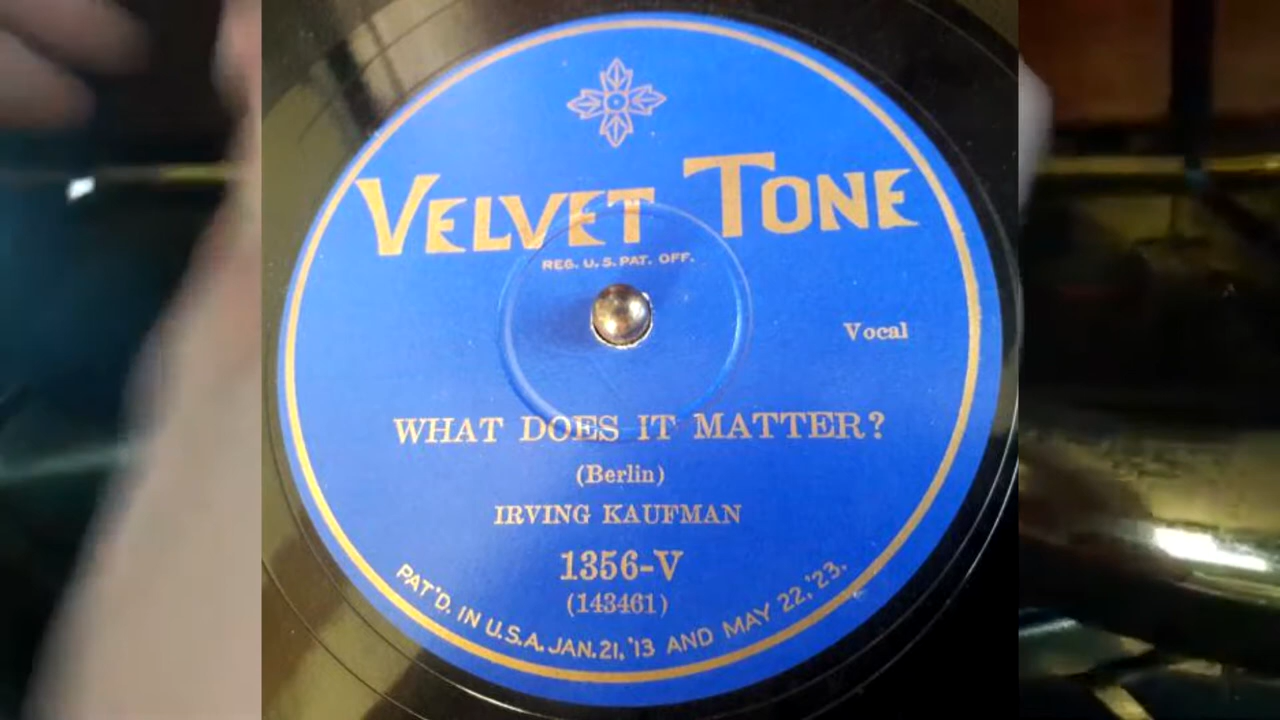 VELVET TONE
REG. U.S. PAT. OFF.
Vocal
WHAT DOES IT MATTER?
(Berlin)
IRVING KAUFMAN
1356-V
(143461)
PAT'D. IN U.S.A. JAN. 21, '13 AND MAY 22, '23.